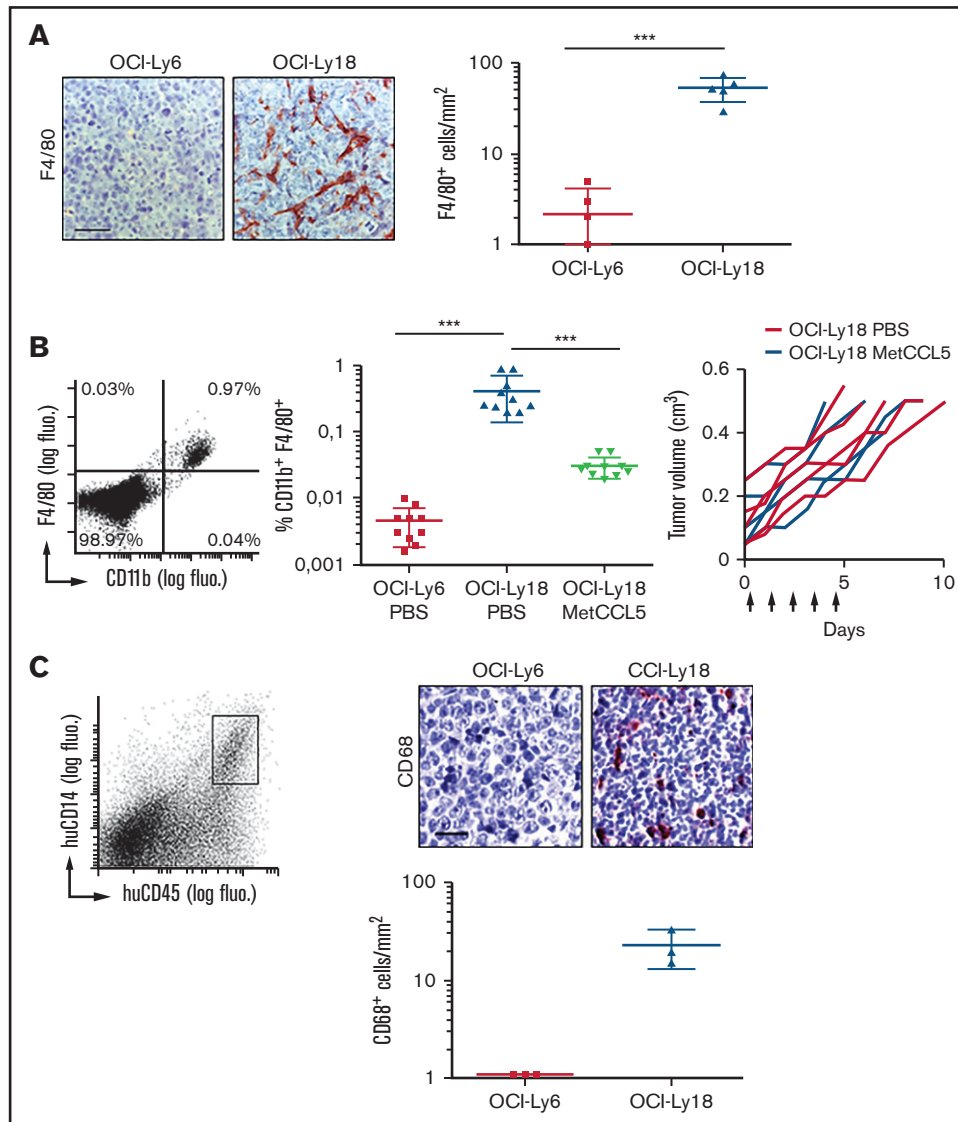 A
OCI-Ly6
OCI-Ly18
F4/80
***
F4/80+ cells/mm2
100
10
1
OCI-Ly6
OCI-Ly18
B
0.03%
0.97%
98.97%
0.04%
F4/80 (log fluo.)
CD11b (log fluo.)
***
***
% CD11b+ F4/80+
1
0,1
0,01
0,001
OCI-Ly6
PBS
OCI-Ly18
PBS
OCI-Ly18
MetCCL5
OCI-Ly18 PBS
OCI-Ly18 MetCCL5
Tumor volume (cm3)
0.6
0.4
0.2
0
0
5
10
Days
C
huCD14 (log fluo.)
huCD45 (log fluo.)
OCI-Ly6
CCI-Ly18
CD68
CD68+ cells/mm2
100
10
1
OCI-Ly6
OCI-Ly18